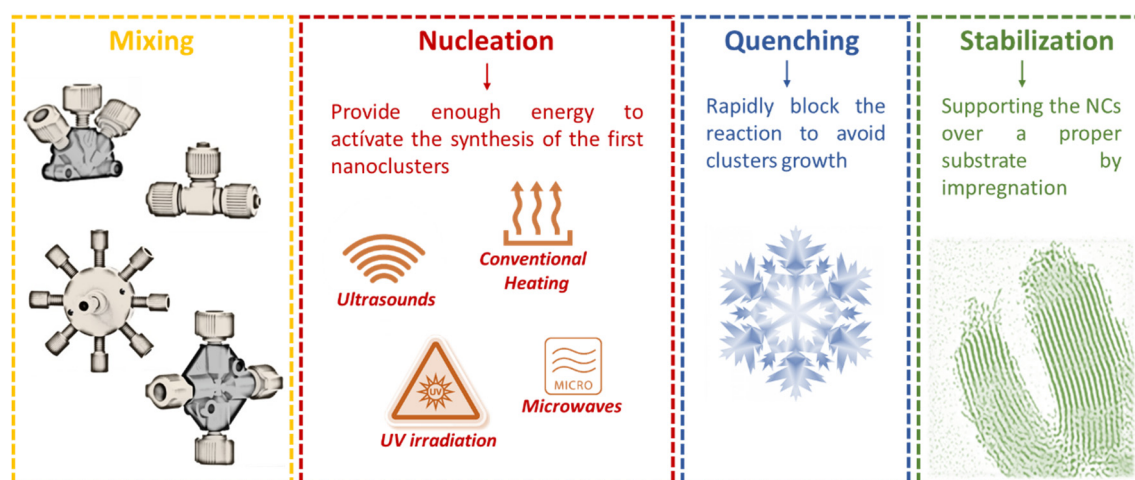 Mixing
Nucleation
Provide enough energy to
actívate the synthesis of the first
nanoclusters
Ultrasounds
Conventional
Heating
UV
UV irradiation
MICRO
Microwaves
Quenching
Rapidly block the
reaction to avoid
clusters growth
Stabilization
Supporting the NCs
over a proper
substrate by
impregnation